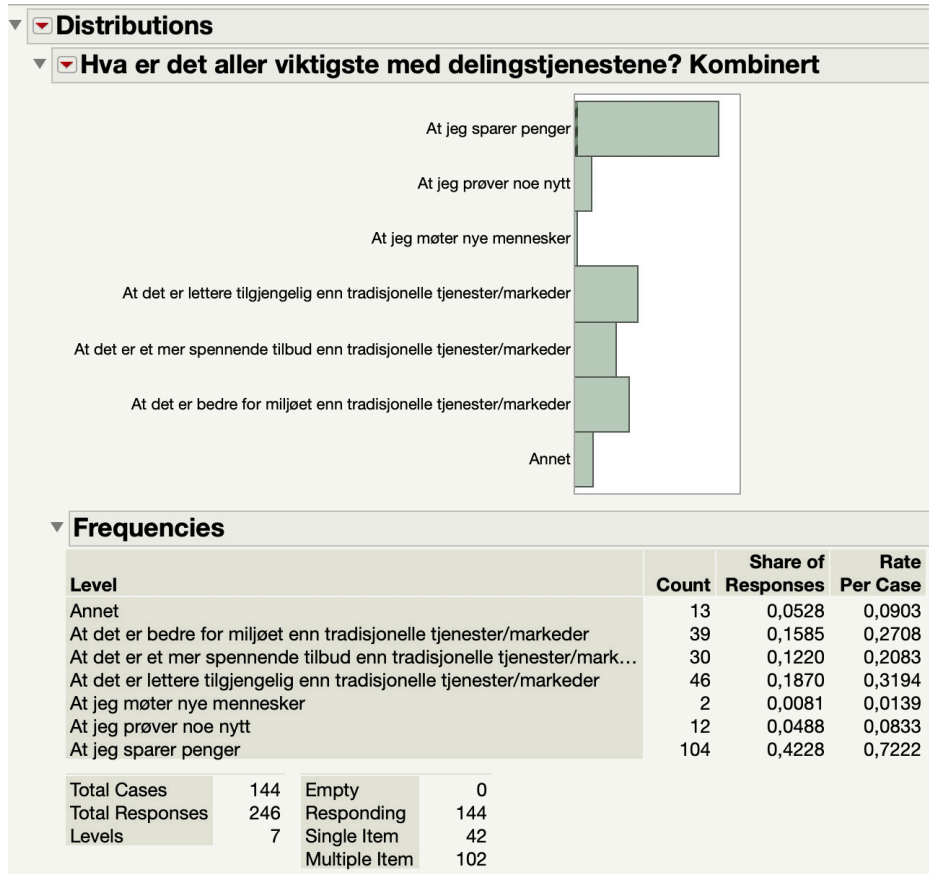 Distributions
Hva er det aller viktigste med delingstjenestene? Kombinert
At jeg sparer penger
At jeg prøver noe nytt
At jeg møter nye mennesker
At det er lettere tilgjengelig enn tradisjonelle tjenester/markeder
At det er et mer spennende tilbud enn tradisjonelle tjenester/markeder
At det er bedre for miljøet enn tradisjonelle tjenester/markeder
Annet
Frequencies
Share of Rate
Level Count Responses Per Case
Annet 13 0,0528 0,0903
At det er bedre for miljøet enn tradisjonelle tjenester/markeder 39 0,1585 0,2708
At det er et mer spennende tilbud enn tradisjonelle tjenester/mark... 30 0,1220 0,2083
At det er lettere tilgjengelig enn tradisjonelle tjenester/markeder 46 0,1870 0,3194
At jeg møter nye mennesker 2 0,0081 0,0139
At jeg prøver noe nytt 12 0,0488 0,0833
At jeg sparer penger 104 0,4228 0,7222
Total Cases 144 Empty 0
Total Responses 246 Responding 144
Levels 7 Single Item 42
Multiple Item 102